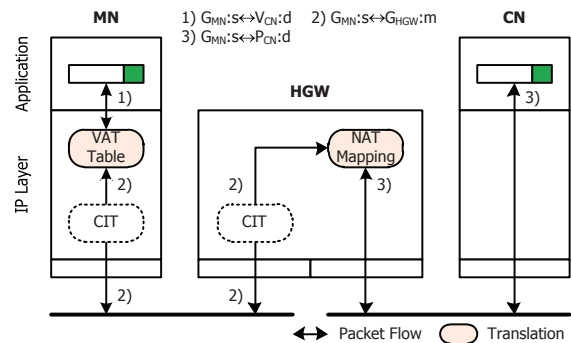 MN
1) G_MN:s↔V_CN:d 2) G_MN:s↔G_HGW:m
3) G_MN:s↔P_CN:d
CN
Application
1)
3)
HGW
IP Layer
VAT
Table
NAT
Mapping
2)
2)
3)
CIT
CIT
2)
2)
Packet Flow
Translation